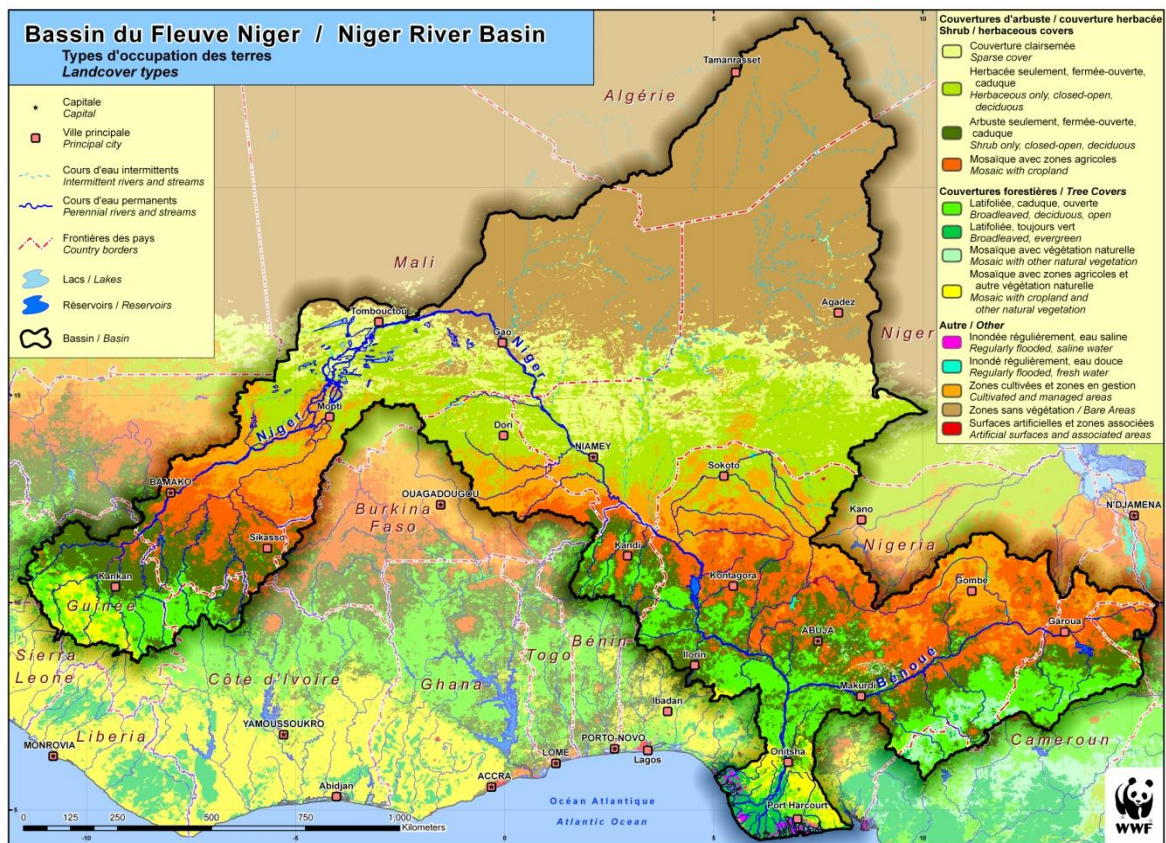 Bassin du Fleuve Niger / Niger River Basin
Types d'occupation des terres
Landcover types
Capitale
Capital
Ville principale
Principal city
Cours d'eau intermittents
Intermittent rivers and streams
Cours d'eau permanents
Perennial rivers and streams
Frontières des pays
Country borders
Lacs / Lakes
Réservoirs / Reservoirs
Bassin / Basin
Couvertures d'arbuste / couverture herbacée
Shrub / herbaceous covers
Couverture clairsemée
Sparse cover
Herbacée seulement, fermée-ouverte,
caduque
Herbaceous only, closed-open,
deciduous
Arbuste seulement, fermée-ouverte,
caduque
Shrub only, closed-open, deciduous
Mosaïque avec zones agricoles
Mosaic with cropland
Couvertures forestières / Tree Covers
Latifoliée, caduque, ouverte
Broadleaved, deciduous, open
Latifoliée, toujours vert
Broadleaved, evergreen
Mosaïque avec végétation naturelle
Mosaic with other natural vegetation
Mosaïque avec zones agricoles et
autre végétation naturelle
Mosaic with cropland and
other natural vegetation
Autre / Other
Inondée régulièrement, eau saline
Regularly flooded, saline water
Inondé régulièrement, eau douce
Regularly flooded, fresh water
Zones cultivées et zones en gestion
Cultivated and managed areas
Zones sans végétation / Bare Areas
Surfaces artificielles et zones associées
Artificial surfaces and associated areas
5
10
Tamanrasset
Algérie
Mali
Tombouctou
Agadez
Gao
Niger
Niger
15
Mopti
Niger
Dori
NIAMEY
Sokoto
BAMAKO
OUAGADOUGOU
Burkina
Faso
Kano
N'DJAMENA
Nigeria
Sikasso
Kandi
Kankan
Kontagora
Gombe
Guinée
Garoua
ABUJA
Bénin
Togo
Sierra
Leone
Côte d'Ivoire
Ghana
Ilorin
Bénoué
Makurdi
Ibadan
Cameroun
YAMOUSSOUKRO
Liberia
MONROVIA
PORTO-NOVO
LOME
Lagos
Onitsha
ACCRA
Abidjan
Port Harcourt
Océan Atlantique
Atlantic Ocean
5
0 125 250 500 750 1,000
Kilometers
-10 -5 0 5 10
WWF